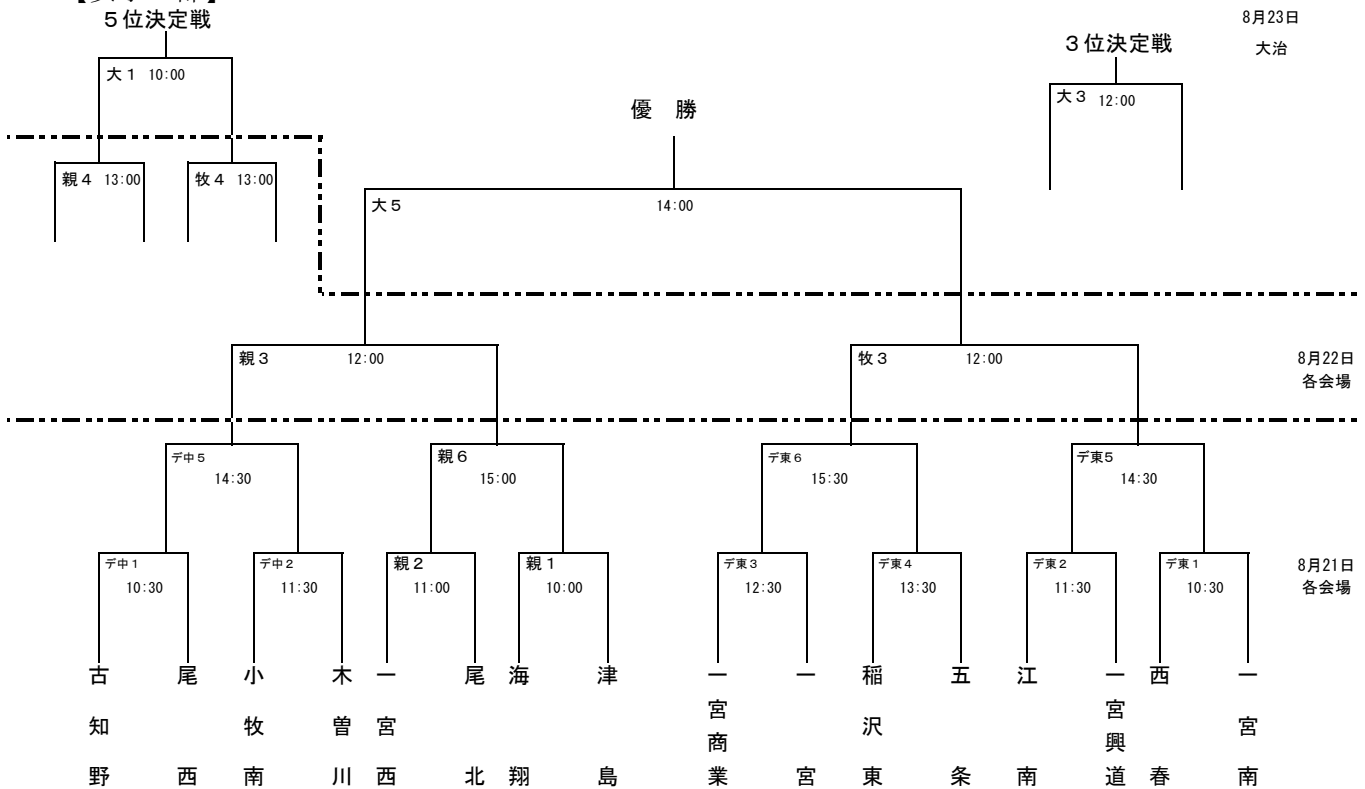 ５位決定戦
8月23日
大治
３位決定戦
大１ 10:00
大３ 12:00
優 勝
親４ 13:00
牧４ 13:00
大５ 14:00
親３ 12:00
牧３ 12:00
8月22日
各会場
デ中５ 14:30
親６ 15:00
デ東６ 15:30
デ東５ 14:30
デ中１ 10:30
デ中２ 11:30
親２ 11:00
親１ 10:00
デ東３ 12:30
デ東４ 13:30
デ東２ 11:30
デ東１ 10:30
8月21日
各会場
古知野
尾西
小牧南
木曽川
一宮西
尾北
海翔
津島
一宮商業
一宮
稲沢東
五条
江南
一宮興道
西春
一宮南